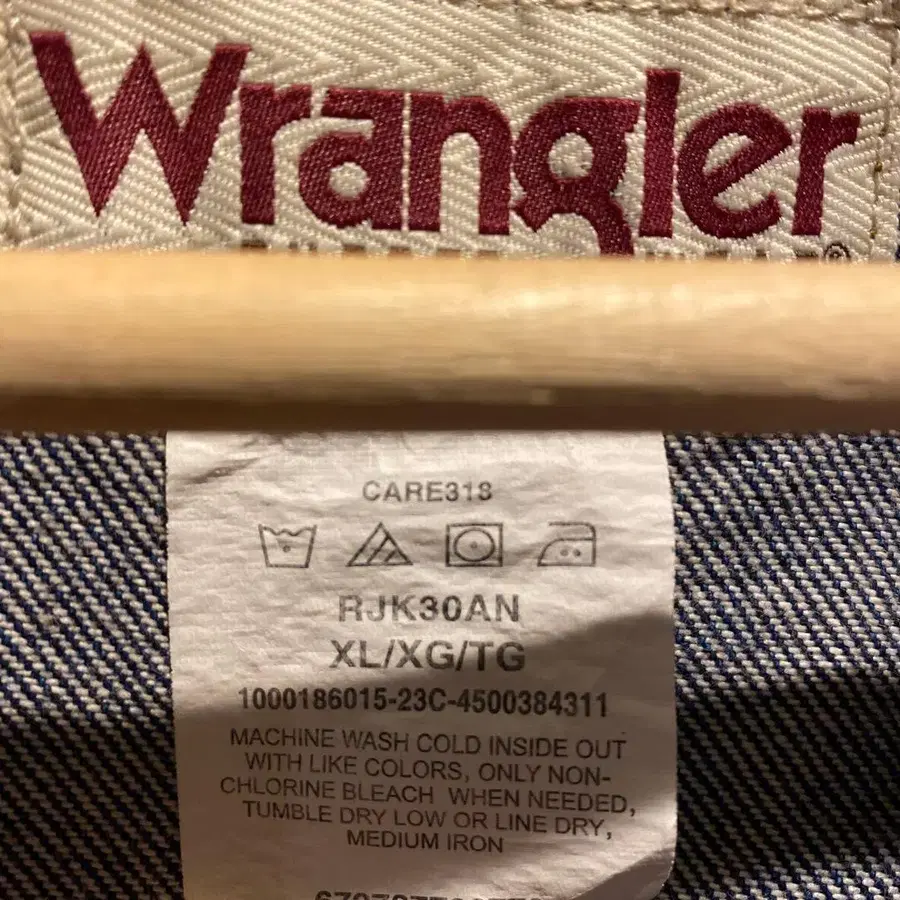 Wrangler
®
CARE318
RJK30AN
XL/XG/TG
1000186015-23C-4500384311
MACHINE WASH COLD INSIDE OUT
WITH LIKE COLORS, ONLY NON-
CHLORINE BLEACH WHEN NEEDED,
TUMBLE DRY LOW OR LINE DRY,
MEDIUM IRON